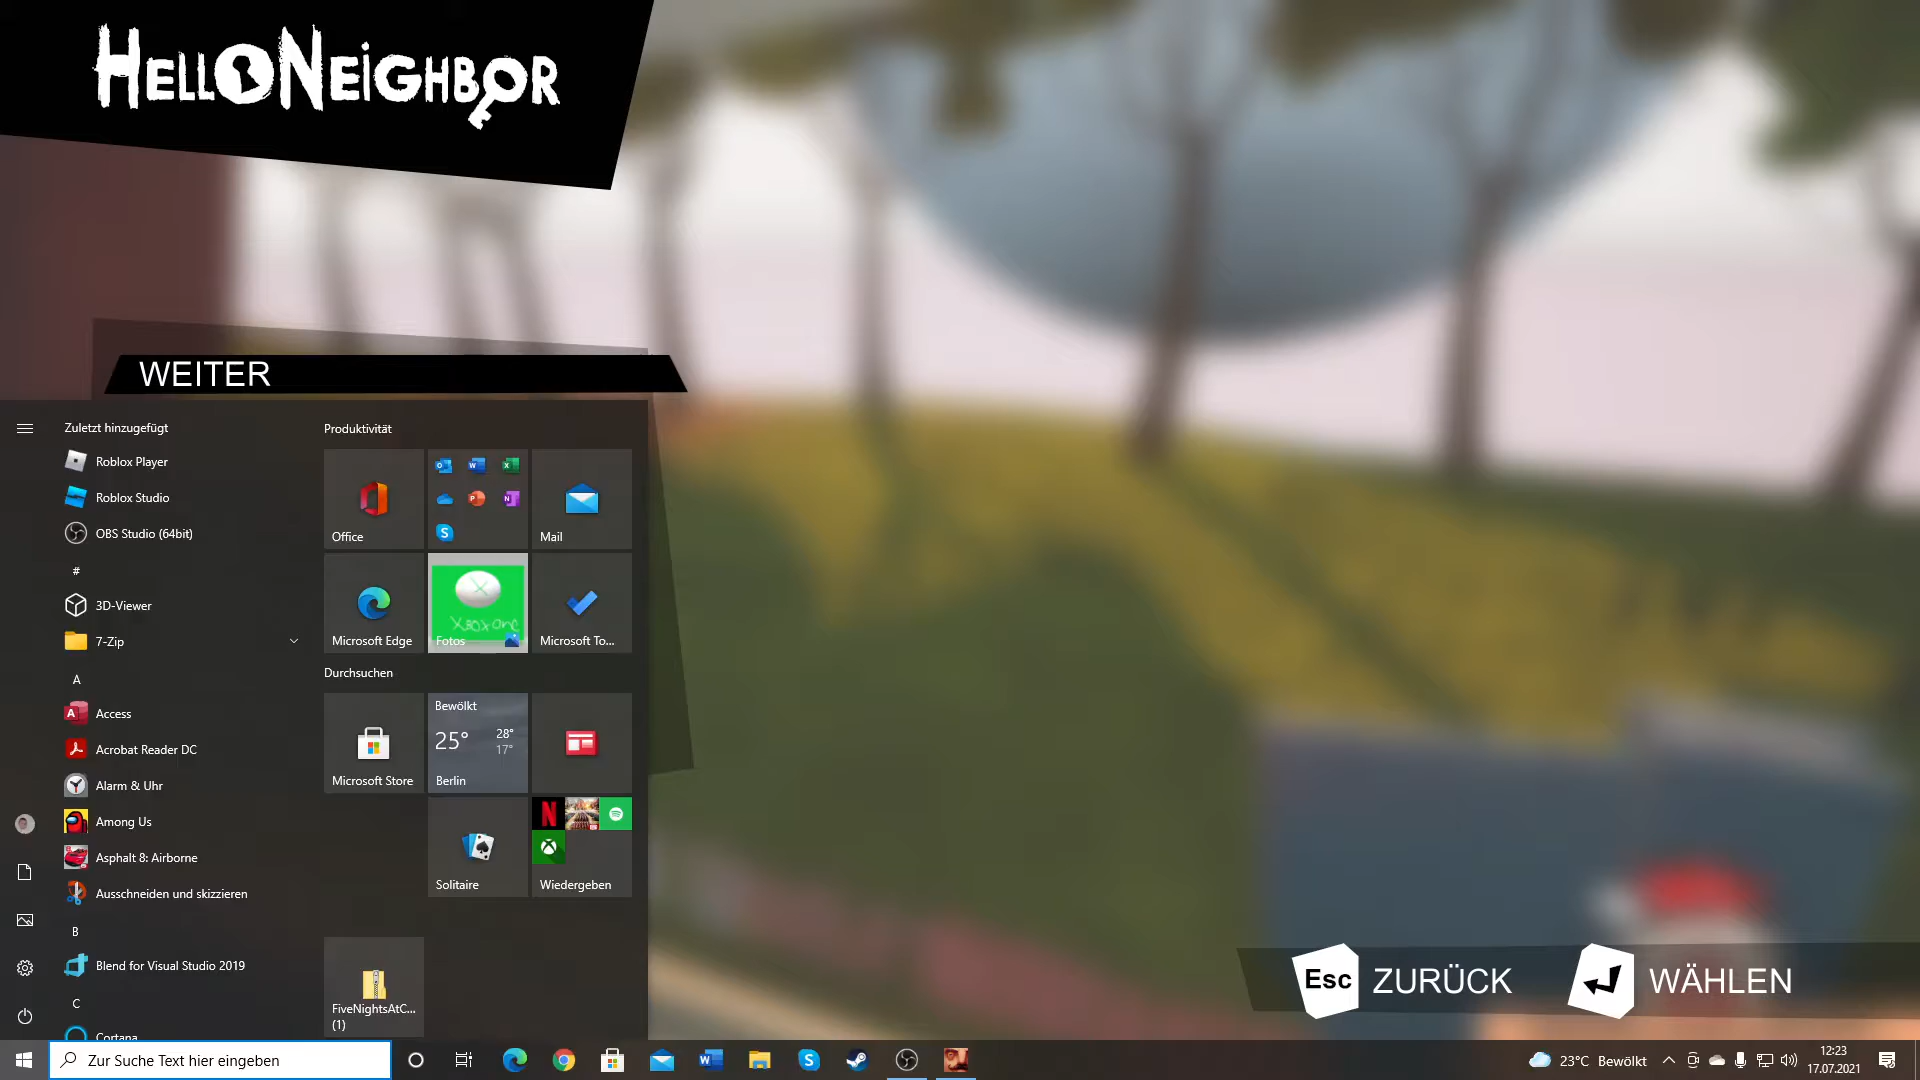 HELLO NEIGHBOR
WEITER
Zuletzt hinzugefügt
Roblox Player
Roblox Studio
OBS Studio (64bit)
#
3D-Viewer
7-Zip
A
Access
Acrobat Reader DC
Alarm & Uhr
Among Us
Asphalt 8: Airborne
Ausschneiden und skizzieren
B
Blend for Visual Studio 2019
C
Cortana
Produktivität
Office
Mail
Microsoft Edge
Xbox one
Fotos
Microsoft To...
Durchsuchen
Microsoft Store
Bewölkt
25°
28°
17°
Berlin
Solitaire
Wiedergeben
FiveNightsAtC...
(1)
Esc ZURÜCK
WÄHLEN
Zur Suche Text hier eingeben
23°C Bewölkt
12:23
17.07.2021